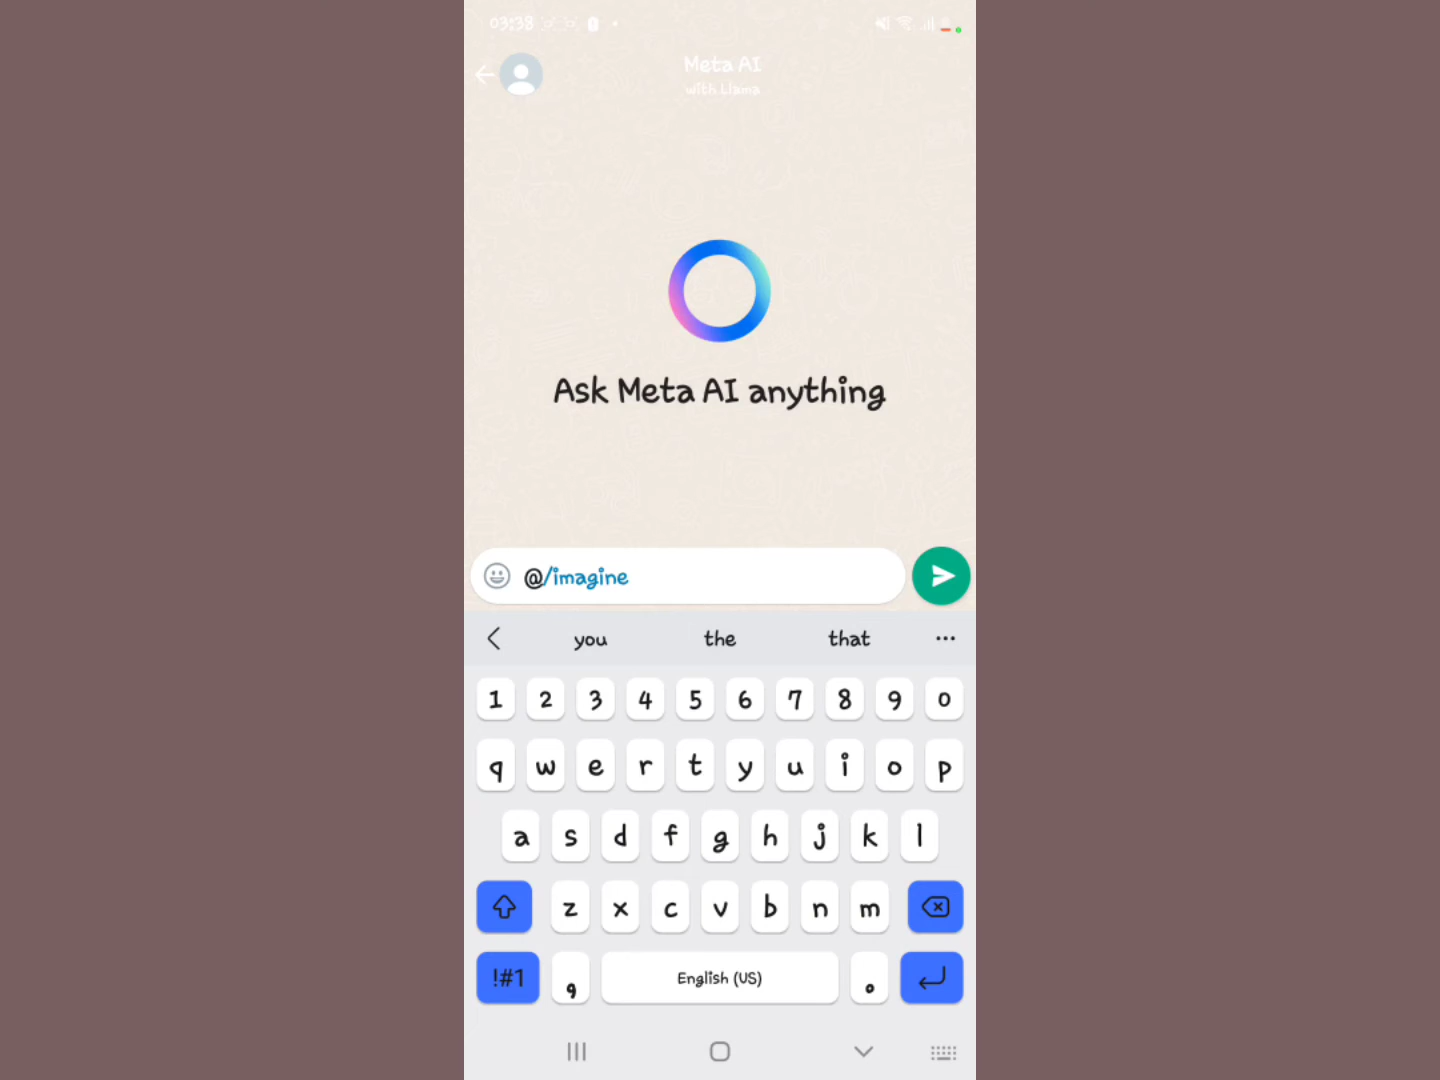 03:38
Meta AI
with Llama
Ask Meta AI anything
@/imagine
you the that
1 2 3 4 5 6 7 8 9 0
q w e r t y u i o p
a s d f g h j k l
z x c v b n m
!#1 , English (US) .